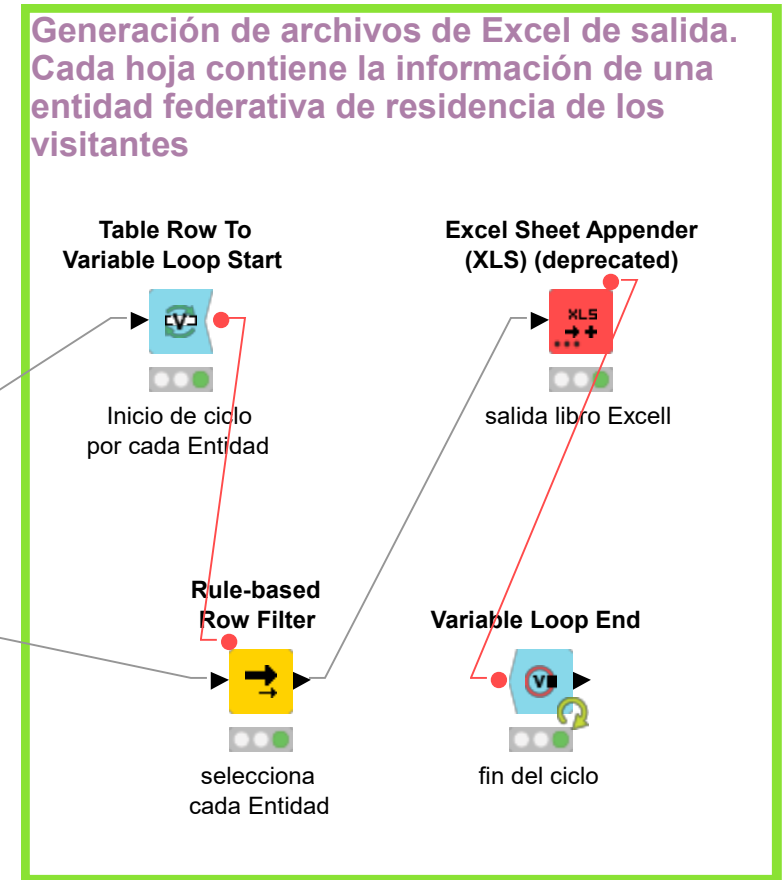 Generación de archivos de Excel de salida.
Cada hoja contiene la información de una
entidad federativa de residencia de los
visitantes
Table Row To
Variable Loop Start
V
Inicio de ciclo
por cada Entidad
Excel Sheet Appender
(XLS) (deprecated)
XLS
salida libro Excell
Rule-based
Row Filter
selecciona
cada Entidad
Variable Loop End
V
fin del ciclo